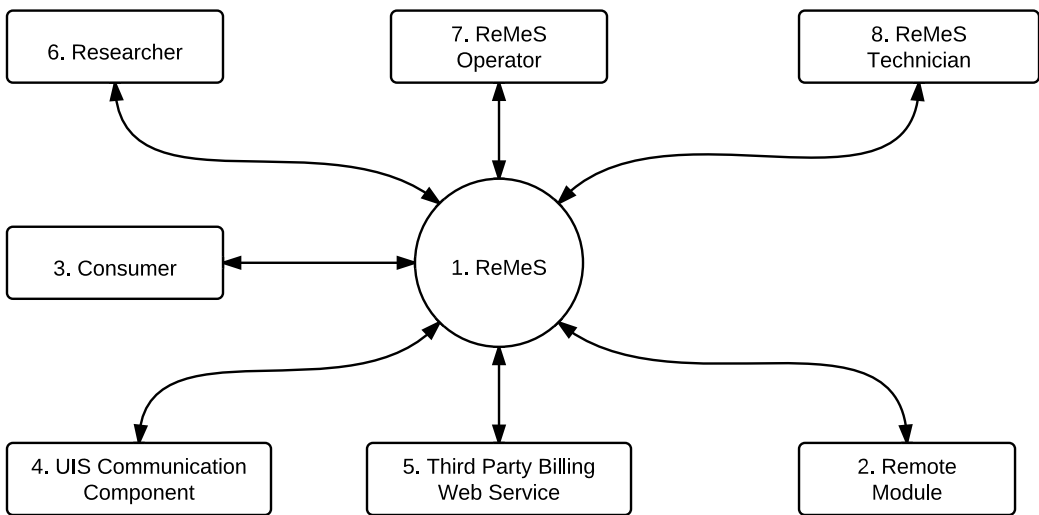 6. Researcher
7. ReMeS
Operator
8. ReMeS
Technician
3. Consumer
1. ReMeS
4. UIS Communication
Component
5. Third Party Billing
Web Service
2. Remote
Module